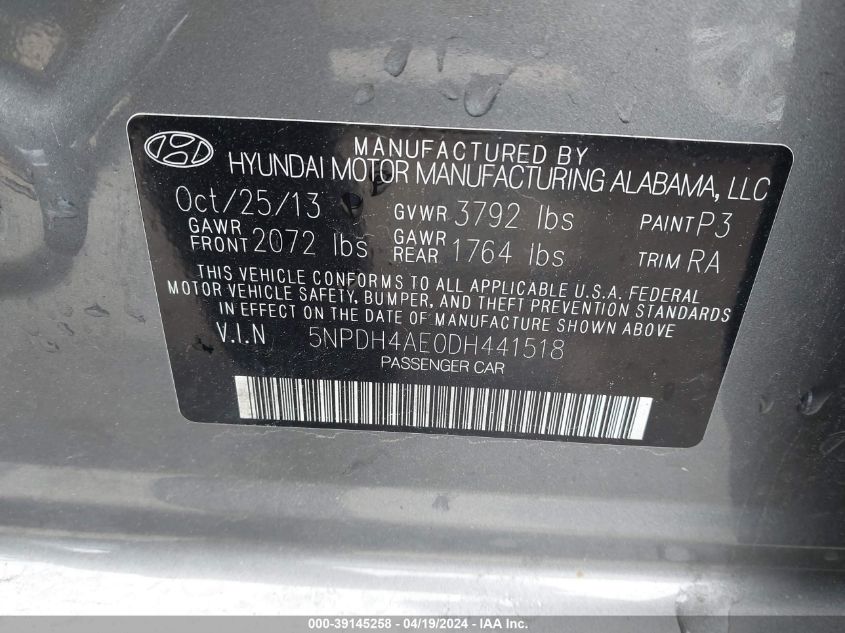 MANUFACTURED BY
HYUNDAI MOTOR MANUFACTURING ALABAMA, LLC
Oct/25/13 GVWR 3792 lbs PAINT P3
GAWR FRONT 2072 lbs GAWR REAR 1764 lbs TRIM RA
THIS VEHICLE CONFORMS TO ALL APPLICABLE U.S.A. FEDERAL
MOTOR VEHICLE SAFETY, BUMPER, AND THEFT PREVENTION STANDARDS
IN EFFECT ON THE DATE OF MANUFACTURE SHOWN ABOVE
V.I.N 5NPDH4AE0DH441518
PASSENGER CAR
000-39145258 - 04/19/2024 - IAA Inc.